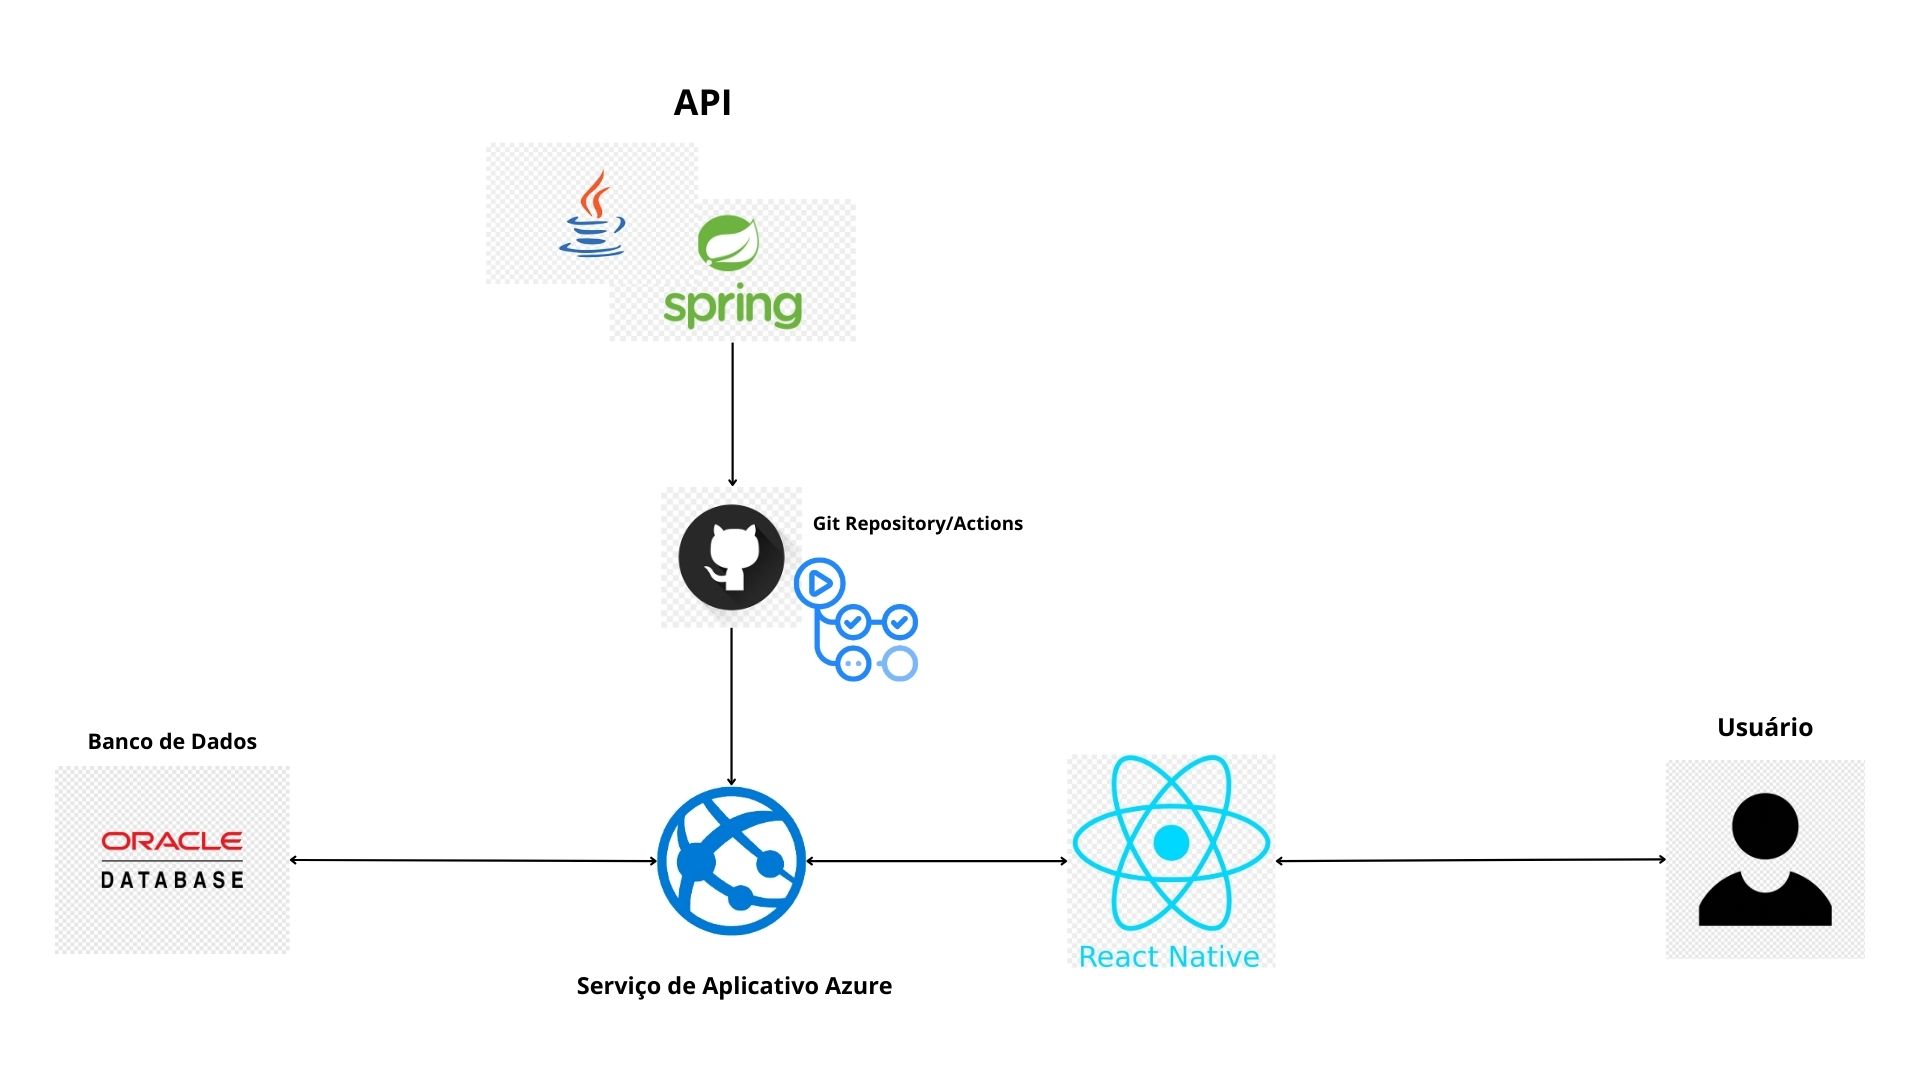 API
spring
Git Repository/Actions
Banco de Dados
ORACLE
DATABASE
Serviço de Aplicativo Azure
React Native
Usuário